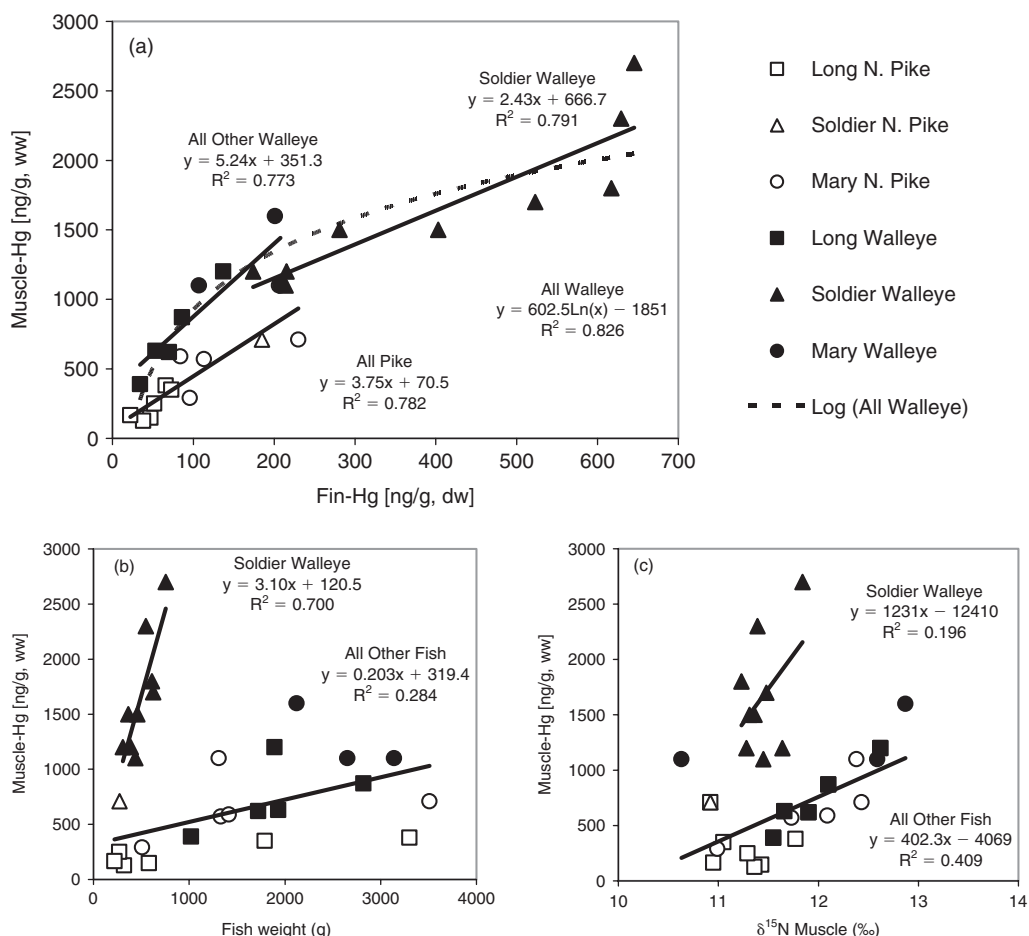 (a)
3000
2500
2000
1500
1000
500
0
0 100 200 300 400 500 600 700
Muscle-Hg [ng/g, ww]
Fin-Hg [ng/g, dw]
Soldier Walleye
y = 2.43x + 666.7
R² = 0.791
All Other Walleye
y = 5.24x + 351.3
R² = 0.773
All Walleye
y = 602.5Ln(x) − 1851
R² = 0.826
All Pike
y = 3.75x + 70.5
R² = 0.782
Long N. Pike
Soldier N. Pike
Mary N. Pike
Long Walleye
Soldier Walleye
Mary Walleye
Log (All Walleye)
(b)
3000
2500
2000
1500
1000
500
0
0 1000 2000 3000 4000
Muscle-Hg [ng/g, ww]
Fish weight (g)
Soldier Walleye
y = 3.10x + 120.5
R² = 0.700
All Other Fish
y = 0.203x + 319.4
R² = 0.284
(c)
3000
2500
2000
1500
1000
500
0
10 11 12 13 14
Muscle-Hg [ng/g, ww]
δ¹⁵N Muscle (‰)
Soldier Walleye
y = 1231x − 12410
R² = 0.196
All Other Fish
y = 402.3x − 4069
R² = 0.409